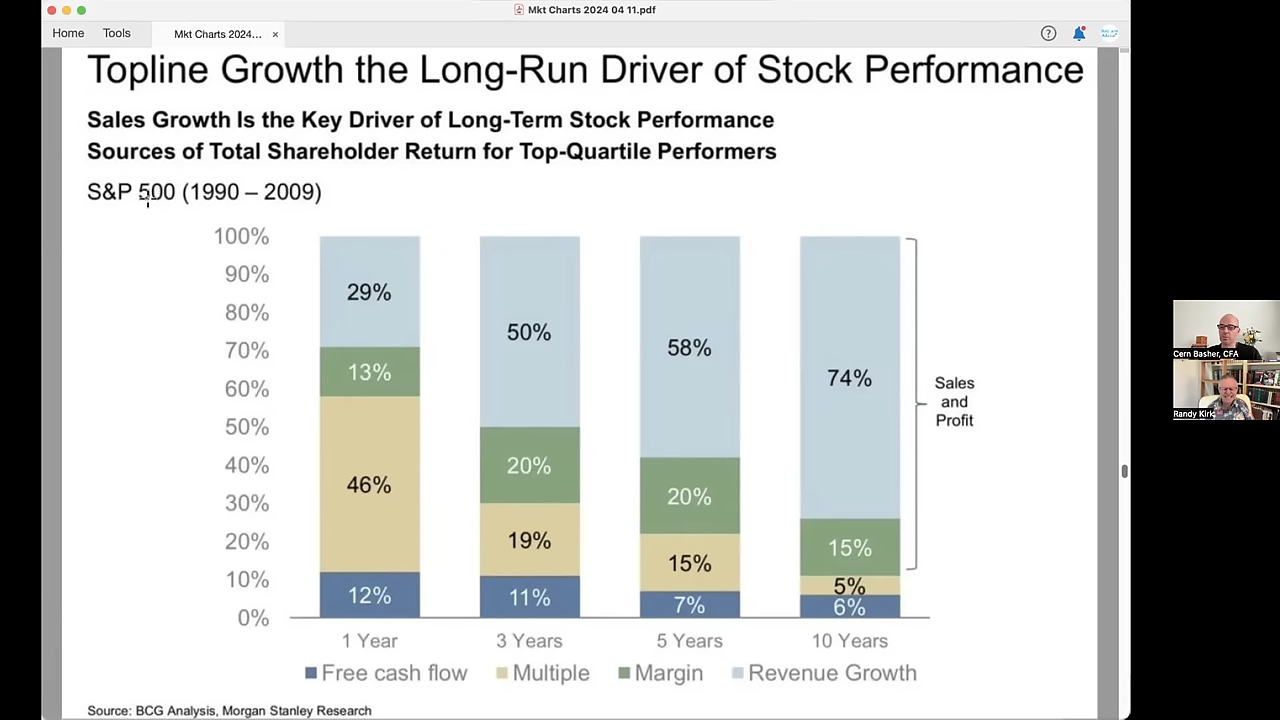 Mkt Charts 2024 04 11.pdf
Home
Tools
Mkt Charts 2024...
×
?
Topline Growth the Long-Run Driver of Stock Performance
Sales Growth Is the Key Driver of Long-Term Stock Performance
Sources of Total Shareholder Return for Top-Quartile Performers
S&P 500 (1990 – 2009)
100%
90%
80%
70%
60%
50%
40%
30%
20%
10%
0%
29%
13%
46%
12%
50%
20%
19%
11%
58%
20%
15%
7%
74%
15%
5%
6%
Sales
and
Profit
1 Year
3 Years
5 Years
10 Years
Free cash flow
Multiple
Margin
Revenue Growth
Source: BCG Analysis, Morgan Stanley Research
Cern Basher, CFA
Randy Kirk